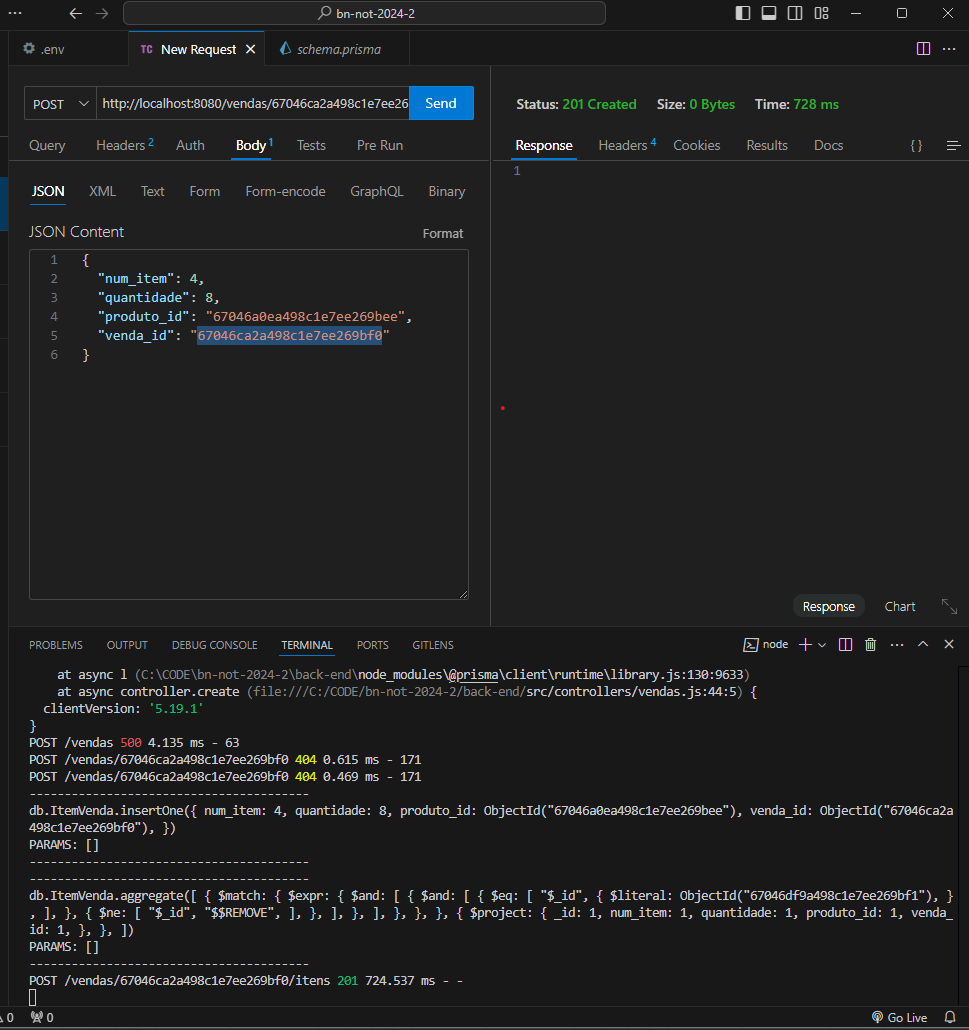 bn-not-2024-2
.env
TC New Request
schema.prisma
POST
http://localhost:8080/vendas/67046ca2a498c1e7ee26
Send
Status: 201 Created Size: 0 Bytes Time: 728 ms
Query Headers 2 Auth Body 1 Tests Pre Run
Response Headers 4 Cookies Results Docs { }
1
JSON XML Text Form Form-encode GraphQL Binary
JSON Content
Format
1 {
2 "num_item": 4,
3 "quantidade": 8,
4 "produto_id": "67046a0ea498c1e7ee269bee",
5 "venda_id": "67046ca2a498c1e7ee269bf0"
6 }
Response Chart
PROBLEMS OUTPUT DEBUG CONSOLE TERMINAL PORTS GITLENS
node
at async l (C:\CODE\bn-not-2024-2\back-end\node_modules\@prisma\client\runtime\library.js:130:9633)
at async controller.create (file:///C:/CODE/bn-not-2024-2/back-end/src/controllers/vendas.js:44:5) {
clientVersion: '5.19.1'
}
POST /vendas 500 4.135 ms - 63
POST /vendas/67046ca2a498c1e7ee269bf0 404 0.615 ms - 171
POST /vendas/67046ca2a498c1e7ee269bf0 404 0.469 ms - 171
------------------------------------
db.ItemVenda.insertOne({ num_item: 4, quantidade: 8, produto_id: ObjectId("67046a0ea498c1e7ee269bee"), venda_id: ObjectId("67046ca2a
498c1e7ee269bf0"), })
PARAMS: []
------------------------------------
------------------------------------
db.ItemVenda.aggregate([ { $match: { $expr: { $and: [ { $and: [ { $eq: [ "$_id", { $literal: ObjectId("67046df9a498c1e7ee269bf1"), }
, ], }, { $ne: [ "$_id", "$$REMOVE", ], }, ], }, ], }, }, }, { $project: { _id: 1, num_item: 1, quantidade: 1, produto_id: 1, venda_
id: 1, }, }, ])
PARAMS: []
------------------------------------
POST /vendas/67046ca2a498c1e7ee269bf0/itens 201 724.537 ms - -
0 0
Go Live